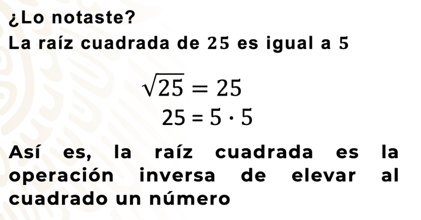 ¿Lo notaste?
La raíz cuadrada de 25 es igual a 5
√25 = 25
25 = 5 · 5
Así es, la raíz cuadrada es la
operación inversa de elevar al
cuadrado un número